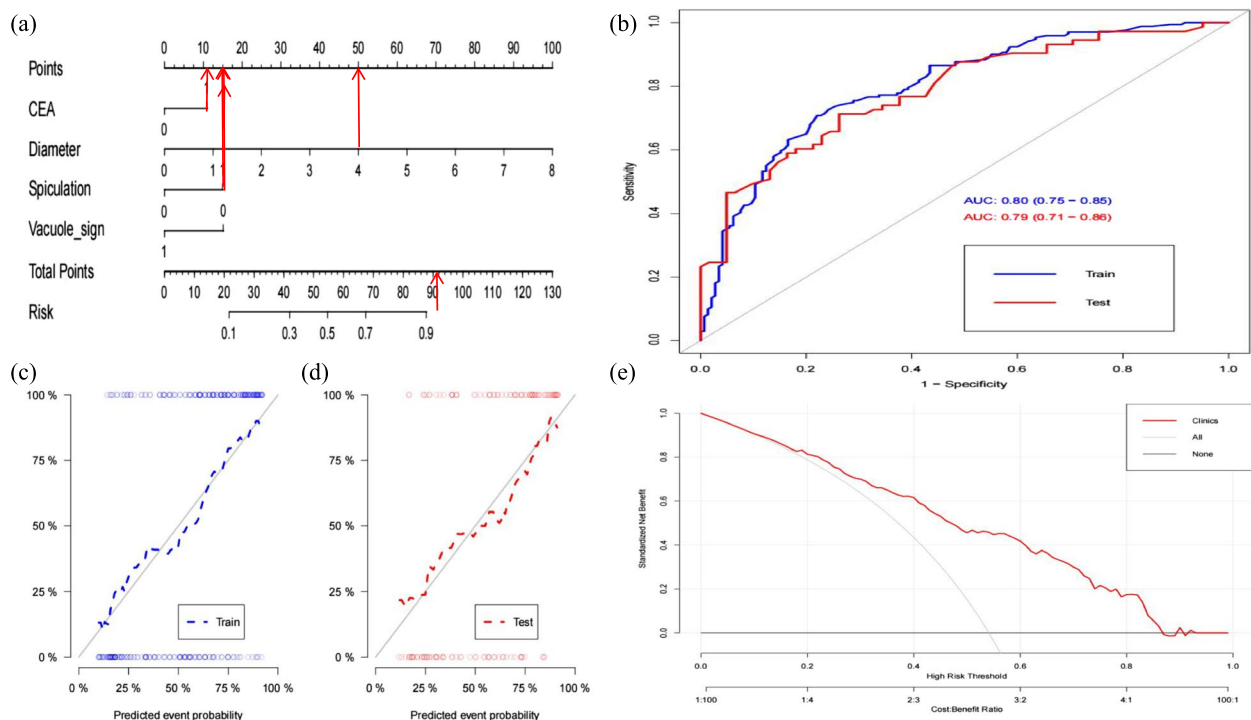 (a)
0 10 20 30 40 50 60 70 80 90 100
Points
CEA
0
Diameter
0 1 2 3 4 5 6 7 8
Spiculation
0 0
Vacuole_sign
1
Total Points
0 10 20 30 40 50 60 70 80 90 100 110 120 130
Risk
0.1 0.3 0.5 0.7 0.9
(b)
1.0
0.8
0.6
0.4
0.2
0.0
Sensitivity
AUC: 0.80 (0.75 − 0.85)
AUC: 0.79 (0.71 − 0.86)
Train
Test
0.0 0.2 0.4 0.6 0.8 1.0
1 − Specificity
(c)
100 %
75 %
50 %
25 %
0 %
Train
0 % 25 % 50 % 75 % 100 %
Predicted event probability
(d)
100 %
75 %
50 %
25 %
0 %
Test
0 % 25 % 50 % 75 % 100 %
Predicted event probability
(e)
1.0
0.8
0.6
0.4
0.2
0.0
Standardized Net Benefit
Clinics
All
None
0.0 0.2 0.4 0.6 0.8 1.0
High Risk Threshold
1:100 1:4 2:3 3:2 4:1 100:1
Cost:Benefit Ratio